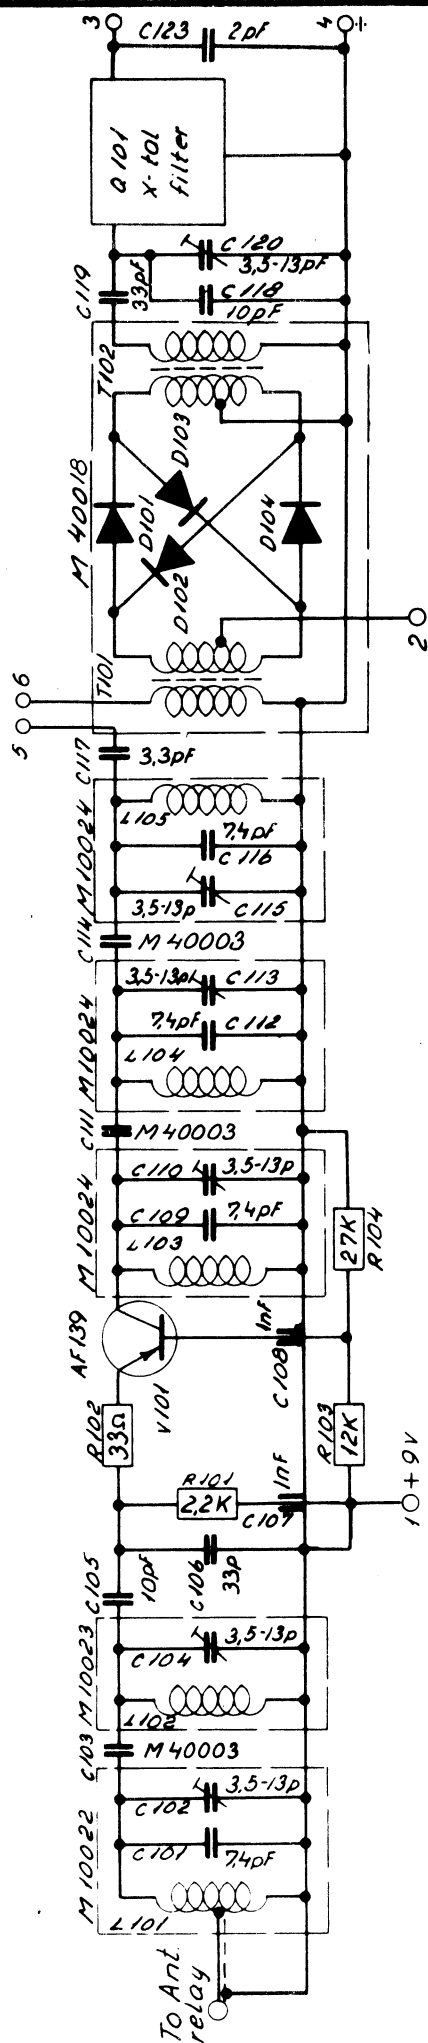 To Ant.
relay
M 10022
L101
C101
7,4pF
C102
3,5-13p
C103
M40003
M10023
L102
C104
3,5-13p
C105
10pF
C106
33p
R101
2,2K
C107
1nF
1
+9V
R102
33Ω
AF139
V101
C108
1nF
R103
12K
R104
27K
M10024
L103
C109
7,4pF
C110
3,5-13p
C111
M40003
M10024
L104
7,4pF
C112
3,5-13pF
C113
C114
M40003
M10024
3,5-13p
C115
7,4pF
C116
L105
C117
3,3pF
5
6
2
T101
M 40018
D101
D102
D103
D104
T102
C119
33pF
C118
10pF
C120
3,5-13pF
Q101
X-tal
filter
C123
2pF
3
4
÷